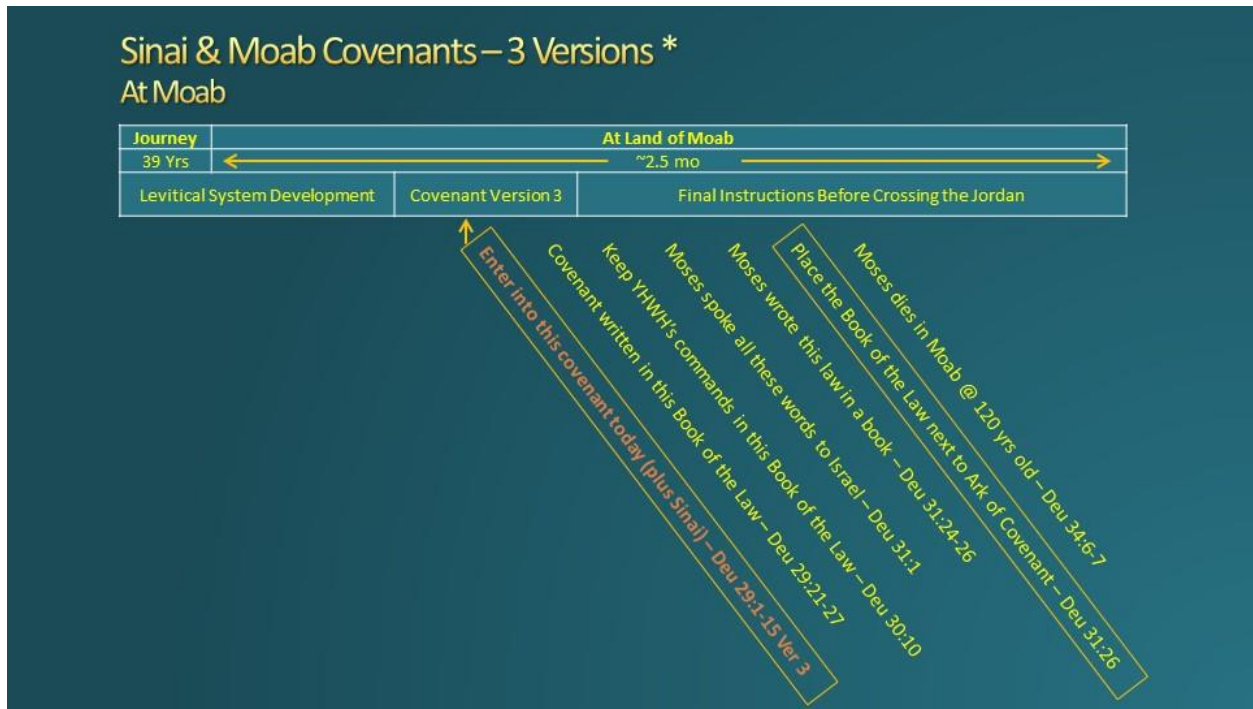 Sinai & Moab Covenants – 3 Versions *
At Moab
Journey
At Land of Moab
39 Yrs
~2.5 mo
Levitical System Development
Covenant Version 3
Final Instructions Before Crossing the Jordan
Enter into this covenant today (plus Sinai) – Deu 29:1-15 Ver 3
Covenant written in this Book of the Law – Deu 29:21-27
Keep YHWH's commands in this Book of the Law – Deu 30:10
Moses spoke all these words to Israel – Deu 31:1
Moses wrote this law in a book – Deu 31:24-26
Place the Book of the Law next to Ark of Covenant – Deu 31:26
Moses dies in Moab @ 120 yrs old – Deu 34:6-7